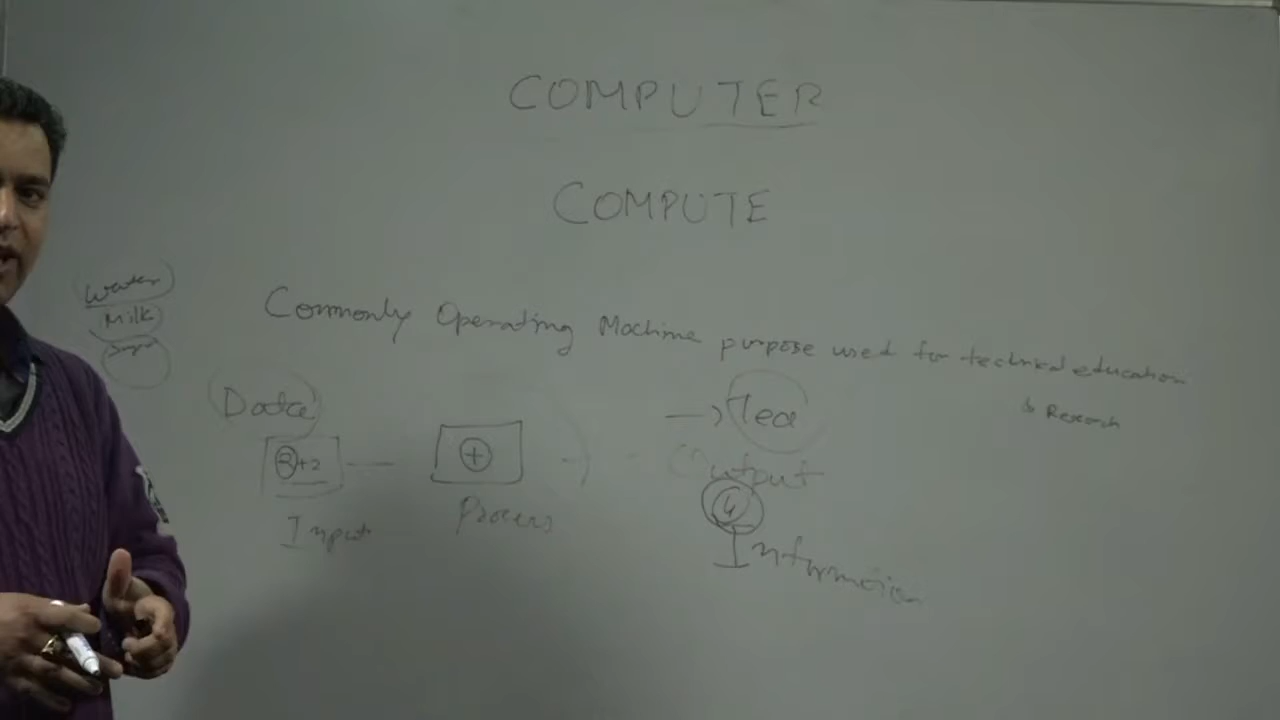 COMPUTER
COMPUTE
Water
Milk
Sugar
Commonly Operating Machine purpose used for technical education
& Research
Data
→ Tea
2+2
+
Output
4
Input
Process
Information